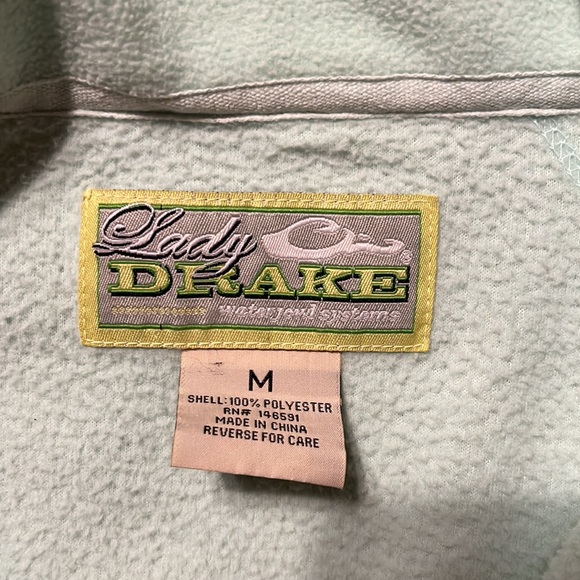 Lady
DRAKE
®
waterfowl systems
M
SHELL:100% POLYESTER
RN# 146591
MADE IN CHINA
REVERSE FOR CARE